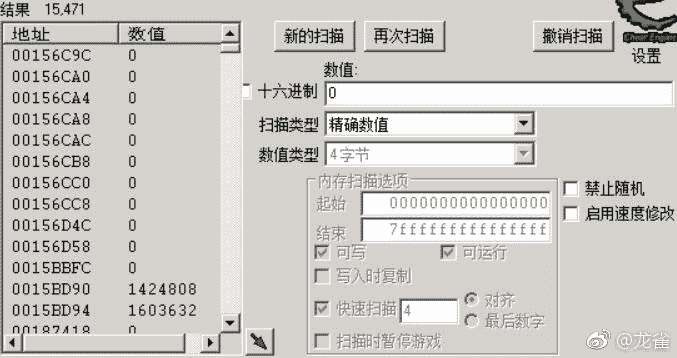 结果 15,471
地址 数值
00156C9C 0
00156CA0 0
00156CA4 0
00156CA8 0
00156CAC 0
00156CB8 0
00156CC0 0
00156CC8 0
00156D4C 0
00156D58 0
0015BBFC 0
0015BD90 1424808
0015BD94 1603632
00187418 0
新的扫描 再次扫描 撤销扫描
Cheat Engine
设置
数值:
十六进制 0
扫描类型 精确数值
数值类型 4字节
内存扫描选项
起始 0000000000000000
结束 7fffffffffffffff
可写 可运行
写入时复制
快速扫描 4 对齐
最后数字
扫描时暂停游戏
禁止随机
启用速度修改
@龙雀